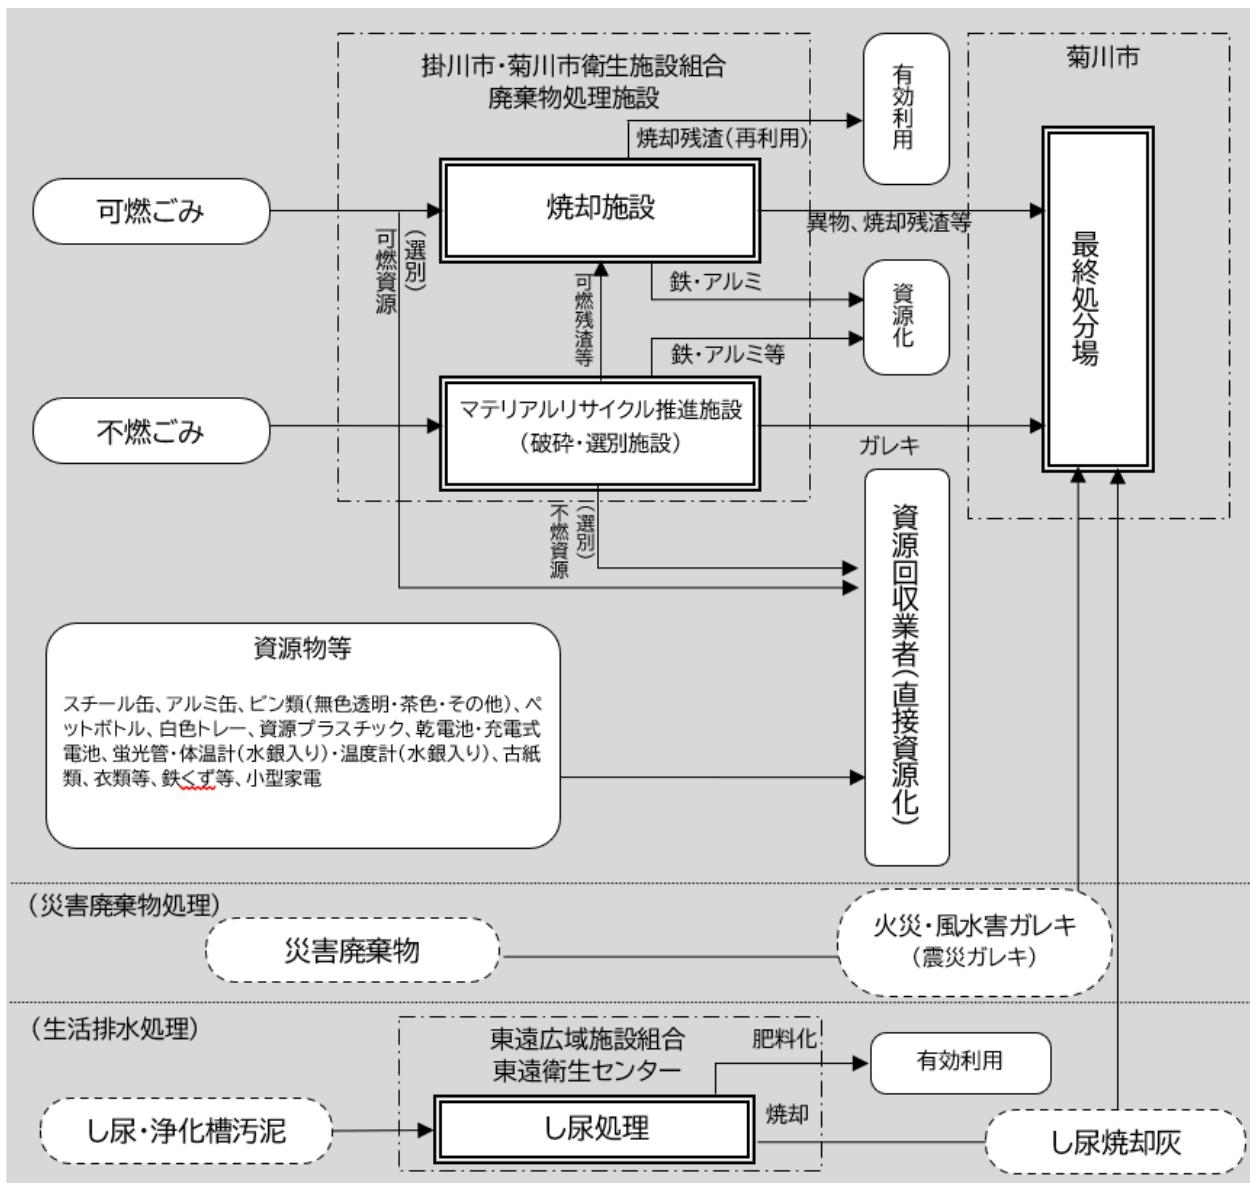 掛川市・菊川市衛生施設組合
廃棄物処理施設
有効利用
菊川市
焼却残渣(再利用)
可燃ごみ
焼却施設
異物、焼却残渣等
最終処分場
(選別)
可燃資源
可燃残渣等
鉄・アルミ
資源化
鉄・アルミ等
不燃ごみ
マテリアルリサイクル推進施設
(破砕・選別施設)
ガレキ
(選別)
不燃資源
資源回収業者(直接資源化)
資源物等
スチール缶、アルミ缶、ビン類(無色透明・茶色・その他)、ペ
ットボトル、白色トレー、資源プラスチック、乾電池・充電式
電池、蛍光管・体温計(水銀入り)・温度計(水銀入り)、古紙
類、衣類等、鉄くず等、小型家電
(災害廃棄物処理)
災害廃棄物
火災・風水害ガレキ
(震災ガレキ)
(生活排水処理)
東遠広域施設組合
東遠衛生センター
肥料化
有効利用
し尿・浄化槽汚泥
し尿処理
焼却
し尿焼却灰